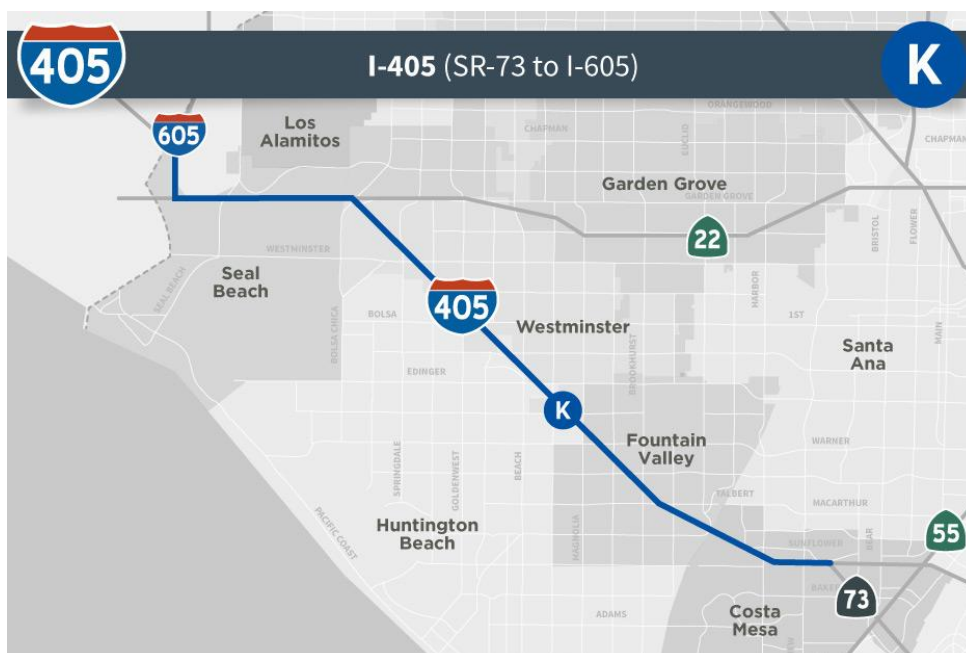 405
I-405 (SR-73 to I-605)
K
605
Los
Alamitos
CHAPMAN
EUCLID
ORANGEWOOD
CHAPMAN
Garden Grove
GARDEN GROVE
22
BRISTOL
FLOWER
WESTMINSTER
Seal
Beach
SEAL BEACH
BOLSA CHICA
BOLSA
405
Westminster
HARBOR
1ST
MAIN
Santa
Ana
EDINGER
BROOKHURST
K
Fountain
Valley
WARNER
SPRINGDALE
GOLDENWEST
BEACH
TALBERT
MACARTHUR
PACIFIC COAST
Huntington
Beach
MAGNOLIA
SUNFLOWER
BEAR
55
BAKER
73
ADAMS
Costa
Mesa